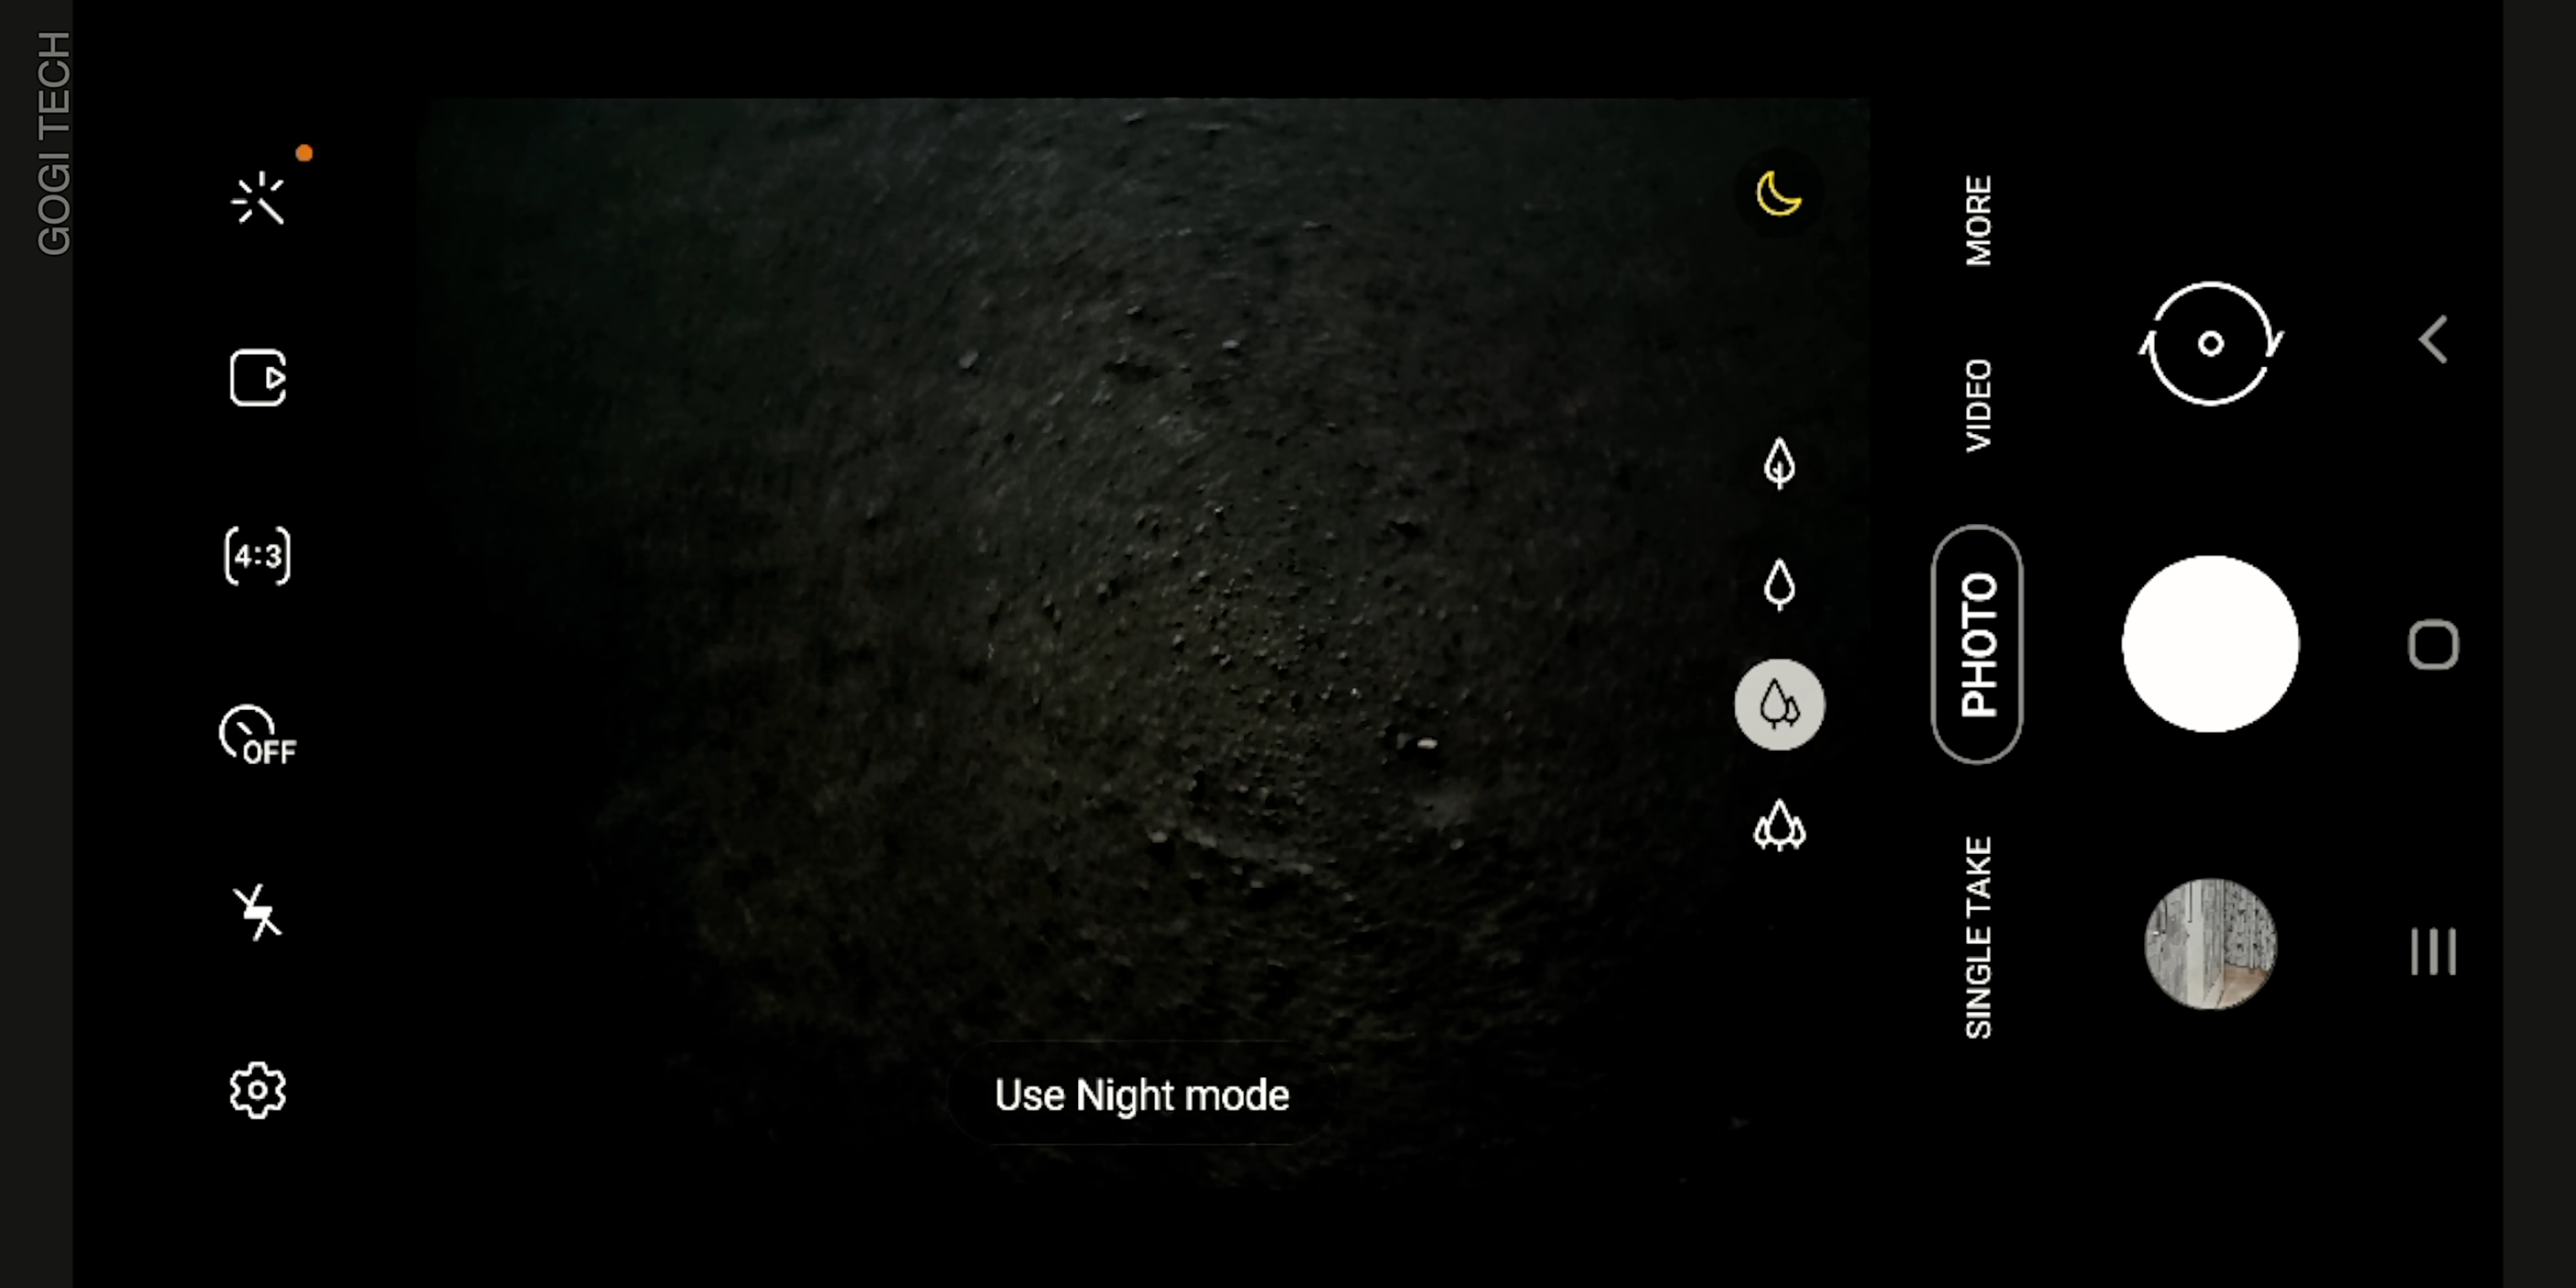 GOGI TECH
4:3
OFF
Use Night mode
SINGLE TAKE
PHOTO
VIDEO
MORE